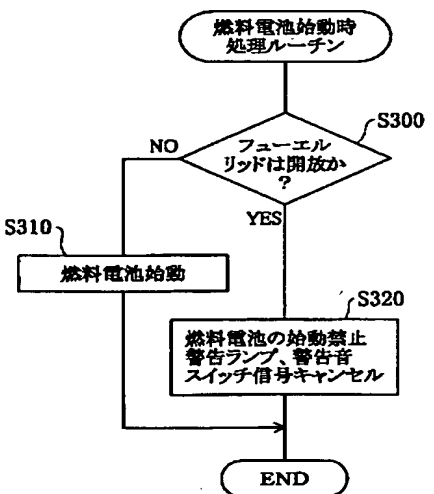 燃料電池始動時
処理ルーチン
S300
NO
フューエル
リッドは開放か
?
YES
S310
燃料電池始動
S320
燃料電池の始動禁止
警告ランプ、警告音
スイッチ信号キャンセル
END